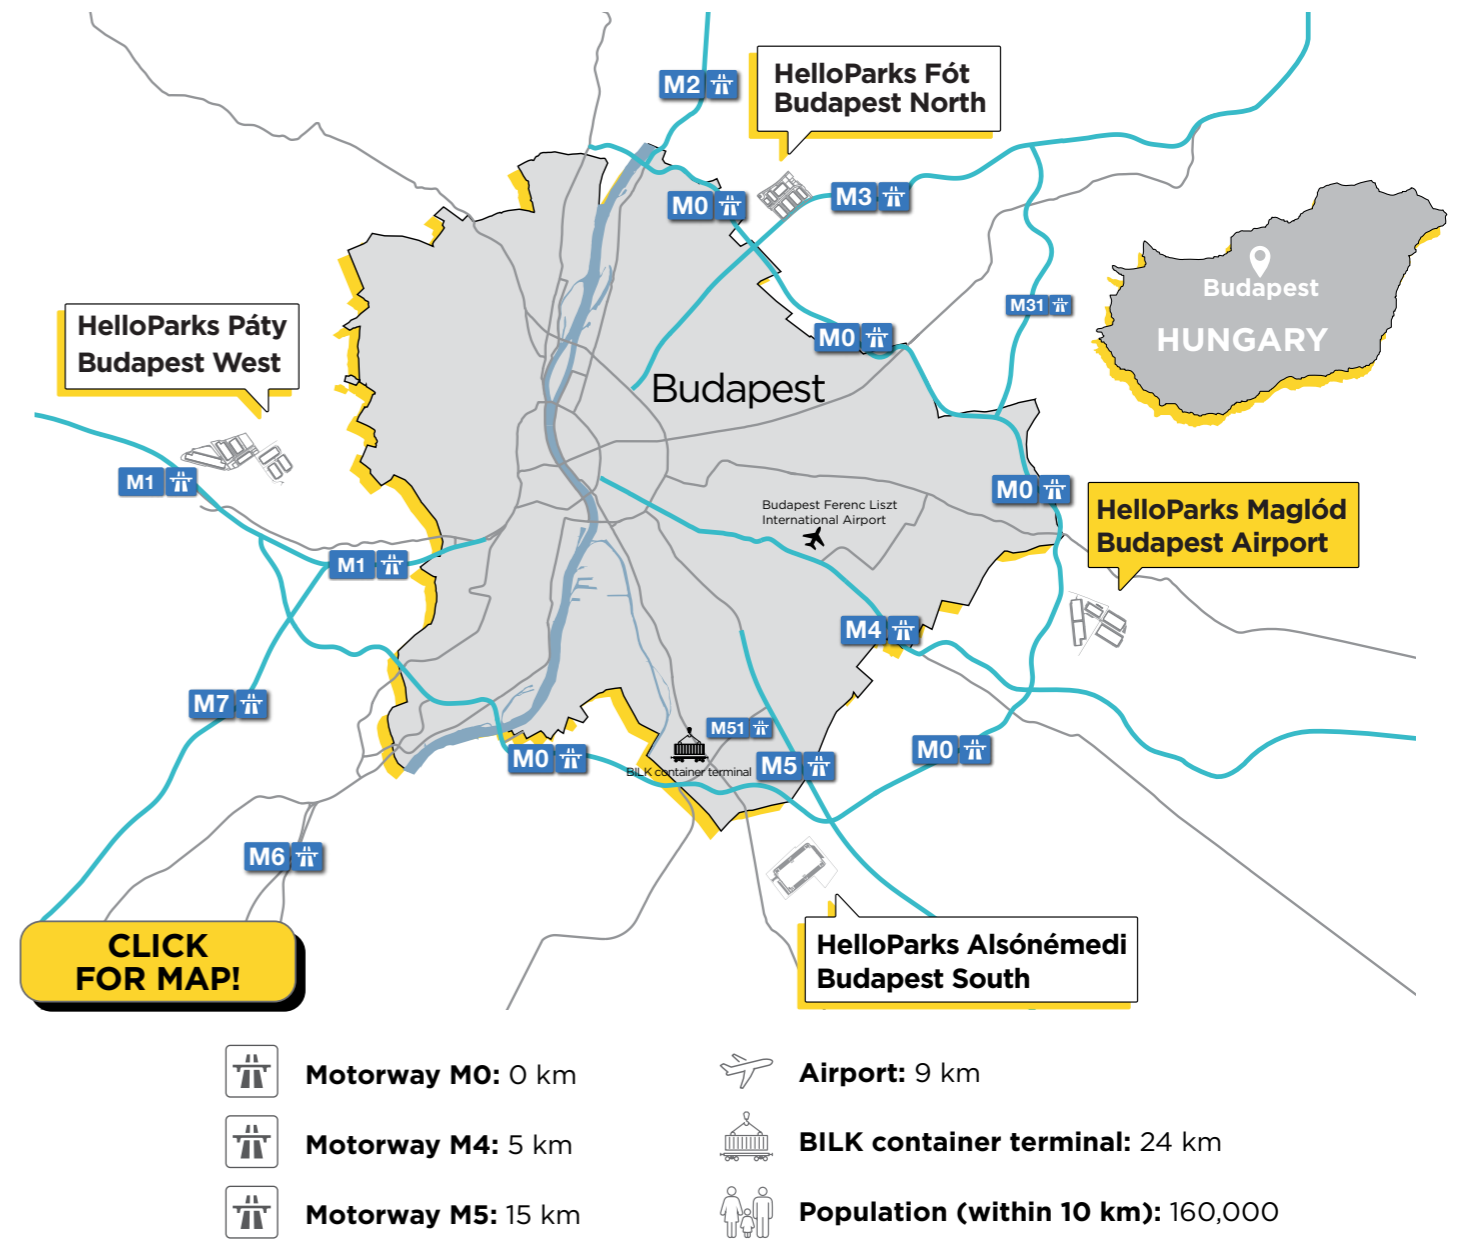 M2
HelloParks Fót
Budapest North
M0
M3
M31
Budapest
HUNGARY
HelloParks Páty
Budapest West
M0
Budapest
M1
M0
Budapest Ferenc Liszt
International Airport
HelloParks Maglód
Budapest Airport
M1
M4
M7
M51
M0
BILK container terminal
M5
M0
M6
CLICK
FOR MAP!
HelloParks Alsónémedi
Budapest South
Motorway M0: 0 km
Motorway M4: 5 km
Motorway M5: 15 km
Airport: 9 km
BILK container terminal: 24 km
Population (within 10 km): 160,000